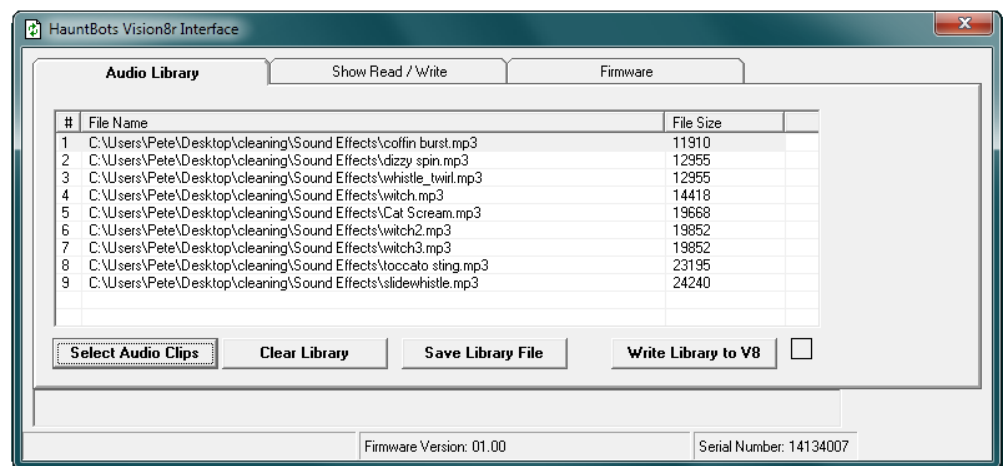 HauntBots Vision8r Interface
Audio Library Show Read / Write Firmware
# File Name File Size
1 C:\Users\Pete\Desktop\cleaning\Sound Effects\coffin burst.mp3 11910
2 C:\Users\Pete\Desktop\cleaning\Sound Effects\dizzy spin.mp3 12955
3 C:\Users\Pete\Desktop\cleaning\Sound Effects\whistle_twirl.mp3 12955
4 C:\Users\Pete\Desktop\cleaning\Sound Effects\witch.mp3 14418
5 C:\Users\Pete\Desktop\cleaning\Sound Effects\Cat Scream.mp3 19668
6 C:\Users\Pete\Desktop\cleaning\Sound Effects\witch2.mp3 19852
7 C:\Users\Pete\Desktop\cleaning\Sound Effects\witch3.mp3 19852
8 C:\Users\Pete\Desktop\cleaning\Sound Effects\toccato sting.mp3 23195
9 C:\Users\Pete\Desktop\cleaning\Sound Effects\slidewhistle.mp3 24240
Select Audio Clips Clear Library Save Library File Write Library to V8
Firmware Version: 01.00 Serial Number: 14134007